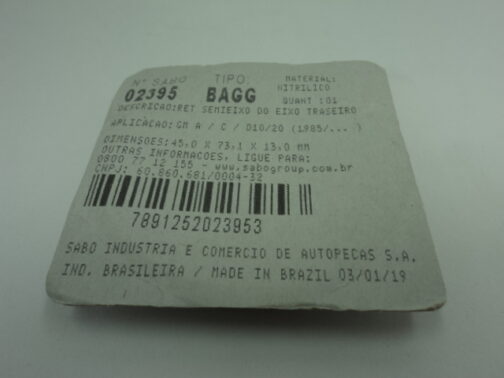 Nº SABO TIPO: MATERIAL:
02395 BAGG NITRILICO
QUANT :01
DESCRICAO:RET SEMIEIXO DO EIXO TRASEIRO
APLICACAO:GM A / C / D10/20 (1985/... )
DIMENSOES:45,0 X 73,1 X 13,0 MM
OUTRAS INFORMACOES, LIGUE PARA:
0800 77 12 155 - www.sabogroup.com.br
CNPJ: 60.860.681/0004-32
7891252023953
SABO INDUSTRIA E COMERCIO DE AUTOPECAS S.A.
IND. BRASILEIRA / MADE IN BRAZIL 03/01/19